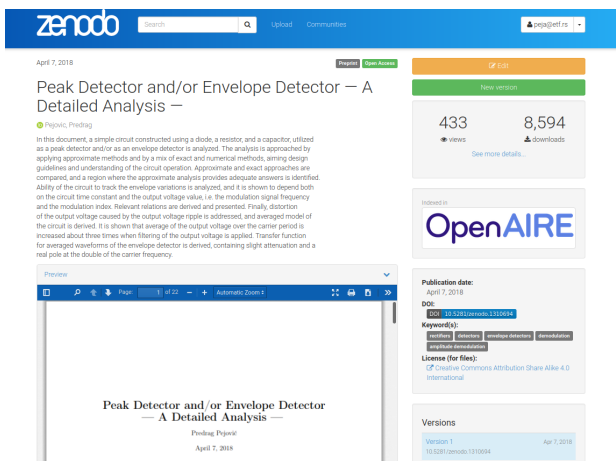 zenodo
Search
Upload
Communities
peja@etf.rs
April 7, 2018
Preprint
Open Access
Peak Detector and/or Envelope Detector — A
Detailed Analysis —
Pejovic, Predrag
In this document, a simple circuit constructed using a diode, a resistor, and a capacitor, utilized
as a peak detector and/or as an envelope detector is analyzed. The analysis is approached by
applying approximate methods and by a mix of exact and numerical methods, aiming design
guidelines and understanding of the circuit operation. Approximate and exact approaches are
compared, and a region where the approximate analysis provides adequate answers is identified.
Ability of the circuit to track the envelope variations is analyzed, and it is shown to depend both
on the circuit time constant and the output voltage value, i.e. the modulation signal frequency
and the modulation index. Relevant relations are derived and presented. Finally, distortion
of the output voltage caused by the output voltage ripple is addressed, and averaged model of
the circuit is derived. It is shown that average of the output voltage over the carrier period is
increased about three times when filtering of the output voltage is applied. Transfer function
for averaged waveforms of the envelope detector is derived, containing slight attenuation and a
real pole at the double of the carrier frequency.
Preview
Page: 1 of 22 − + Automatic Zoom
Peak Detector and/or Envelope Detector
— A Detailed Analysis —
Predrag Pejović
April 7, 2018
Edit
New version
433
views
8,594
downloads
See more details...
Indexed in
OpenAIRE
Publication date:
April 7, 2018
DOI:
DOI 10.5281/zenodo.1310694
Keyword(s):
rectifiers detectors envelope detectors demodulation
amplitude demodulation
License (for files):
Creative Commons Attribution Share Alike 4.0
International
Versions
Version 1 Apr 7, 2018
10.5281/zenodo.1310694